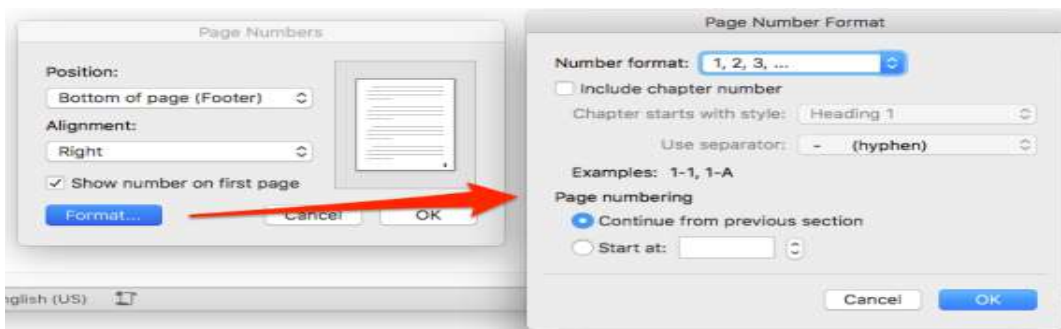 Page Numbers
Position:
Bottom of page (Footer)
Alignment:
Right
Show number on first page
Format...
Cancel
OK
nglish (US)
Page Number Format
Number format: 1, 2, 3, ...
Include chapter number
Chapter starts with style: Heading 1
Use separator: - (hyphen)
Examples: 1-1, 1-A
Page numbering
Continue from previous section
Start at:
Cancel OK